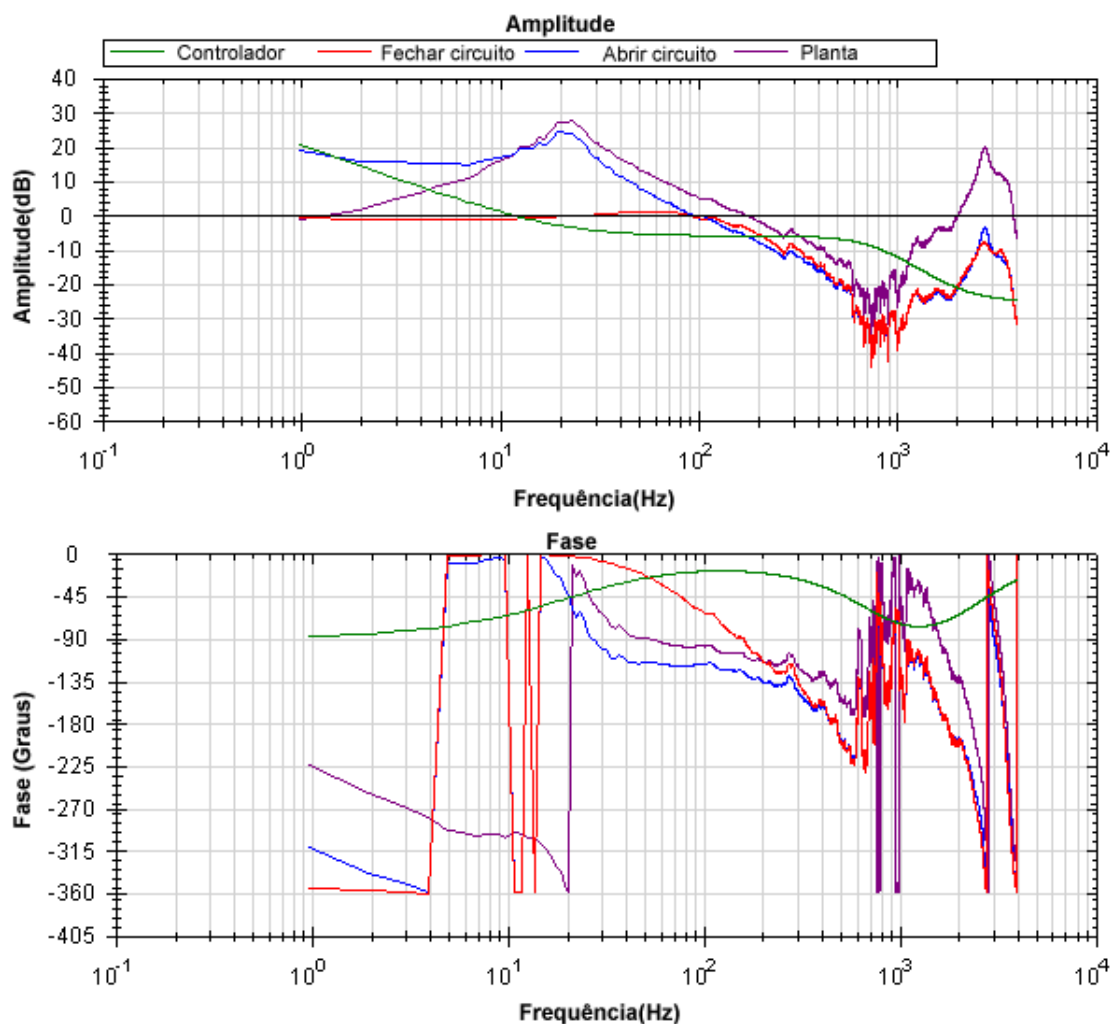 Amplitude
Controlador Fechar circuito Abrir circuito Planta
Amplitude(dB)
40
30
20
10
0
-10
-20
-30
-40
-50
-60
10-1 100 101 102 103 104
Frequência(Hz)
Fase
Fase (Graus)
0
-45
-90
-135
-180
-225
-270
-315
-360
-405
10-1 100 101 102 103 104
Frequência(Hz)